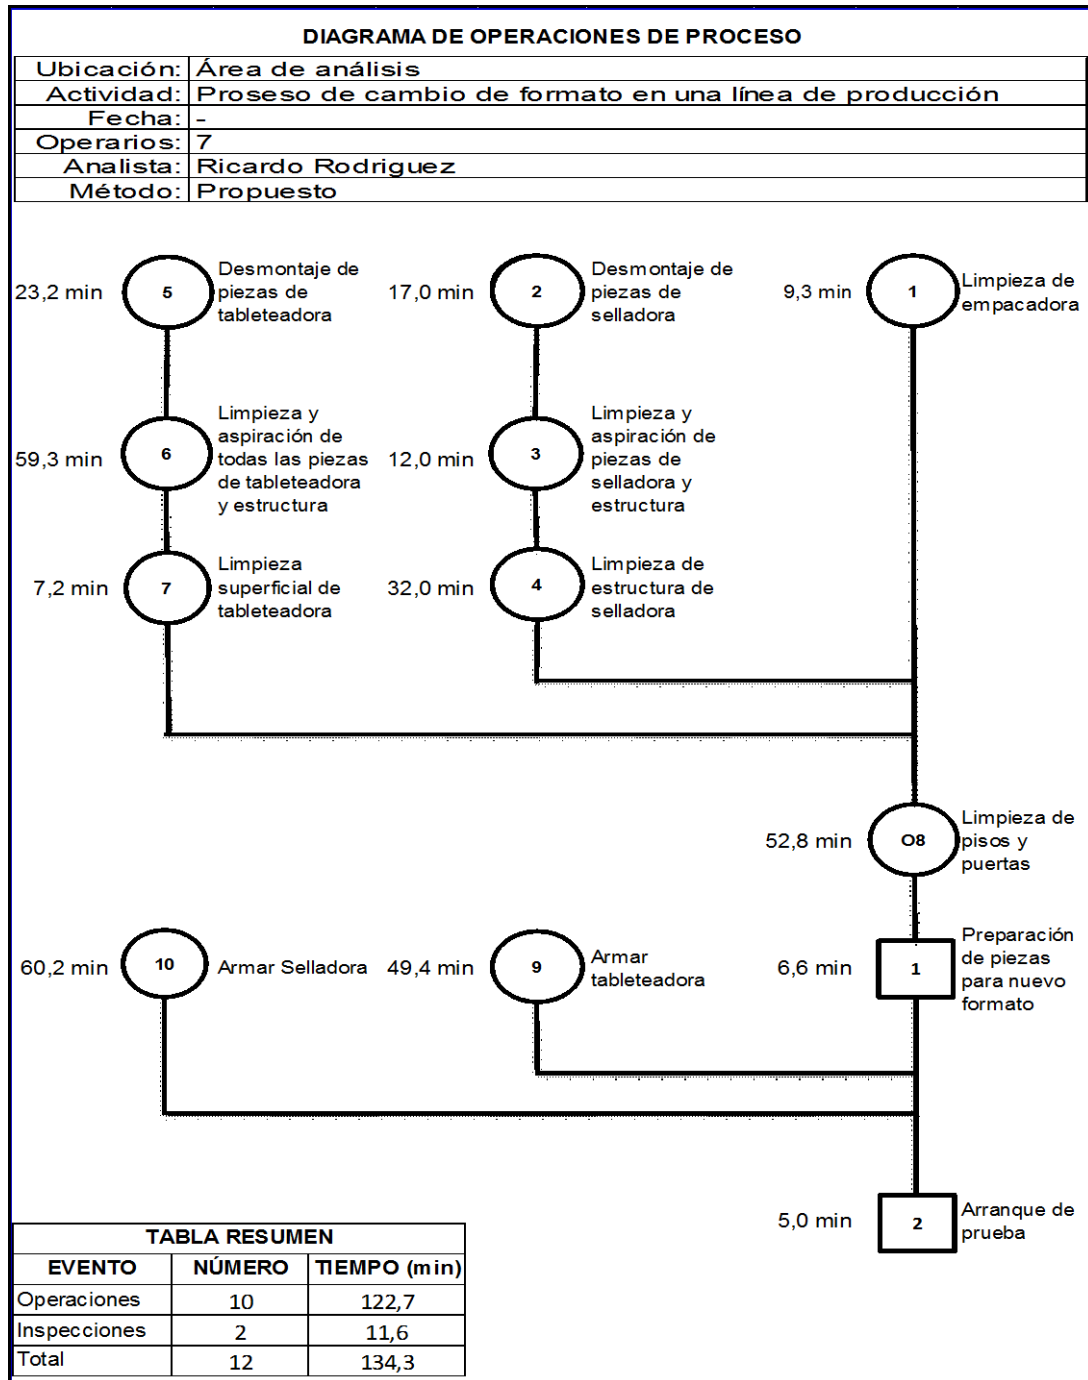 DIAGRAMA DE OPERACIONES DE PROCESO
Ubicación: Área de análisis
Actividad: Proseso de cambio de formato en una línea de producción
Fecha: -
Operarios: 7
Analista: Ricardo Rodriguez
Método: Propuesto
23,2 min
5
Desmontaje de
piezas de
tableteadora
17,0 min
2
Desmontaje de
piezas de
selladora
9,3 min
1
Limpieza de
empacadora
59,3 min
6
Limpieza y
aspiración de
todas las piezas
de tableteadora
y estructura
12,0 min
3
Limpieza y
aspiración de
piezas de
selladora y
estructura
7,2 min
7
Limpieza
superficial de
tableteadora
32,0 min
4
Limpieza de
estructura de
selladora
52,8 min
O8
Limpieza de
pisos y
puertas
60,2 min
10
Armar Selladora
49,4 min
9
Armar
tableteadora
6,6 min
1
Preparación
de piezas
para nuevo
formato
5,0 min
2
Arranque de
prueba
TABLA RESUMEN
EVENTO NÚMERO TIEMPO (min)
Operaciones 10 122,7
Inspecciones 2 11,6
Total 12 134,3